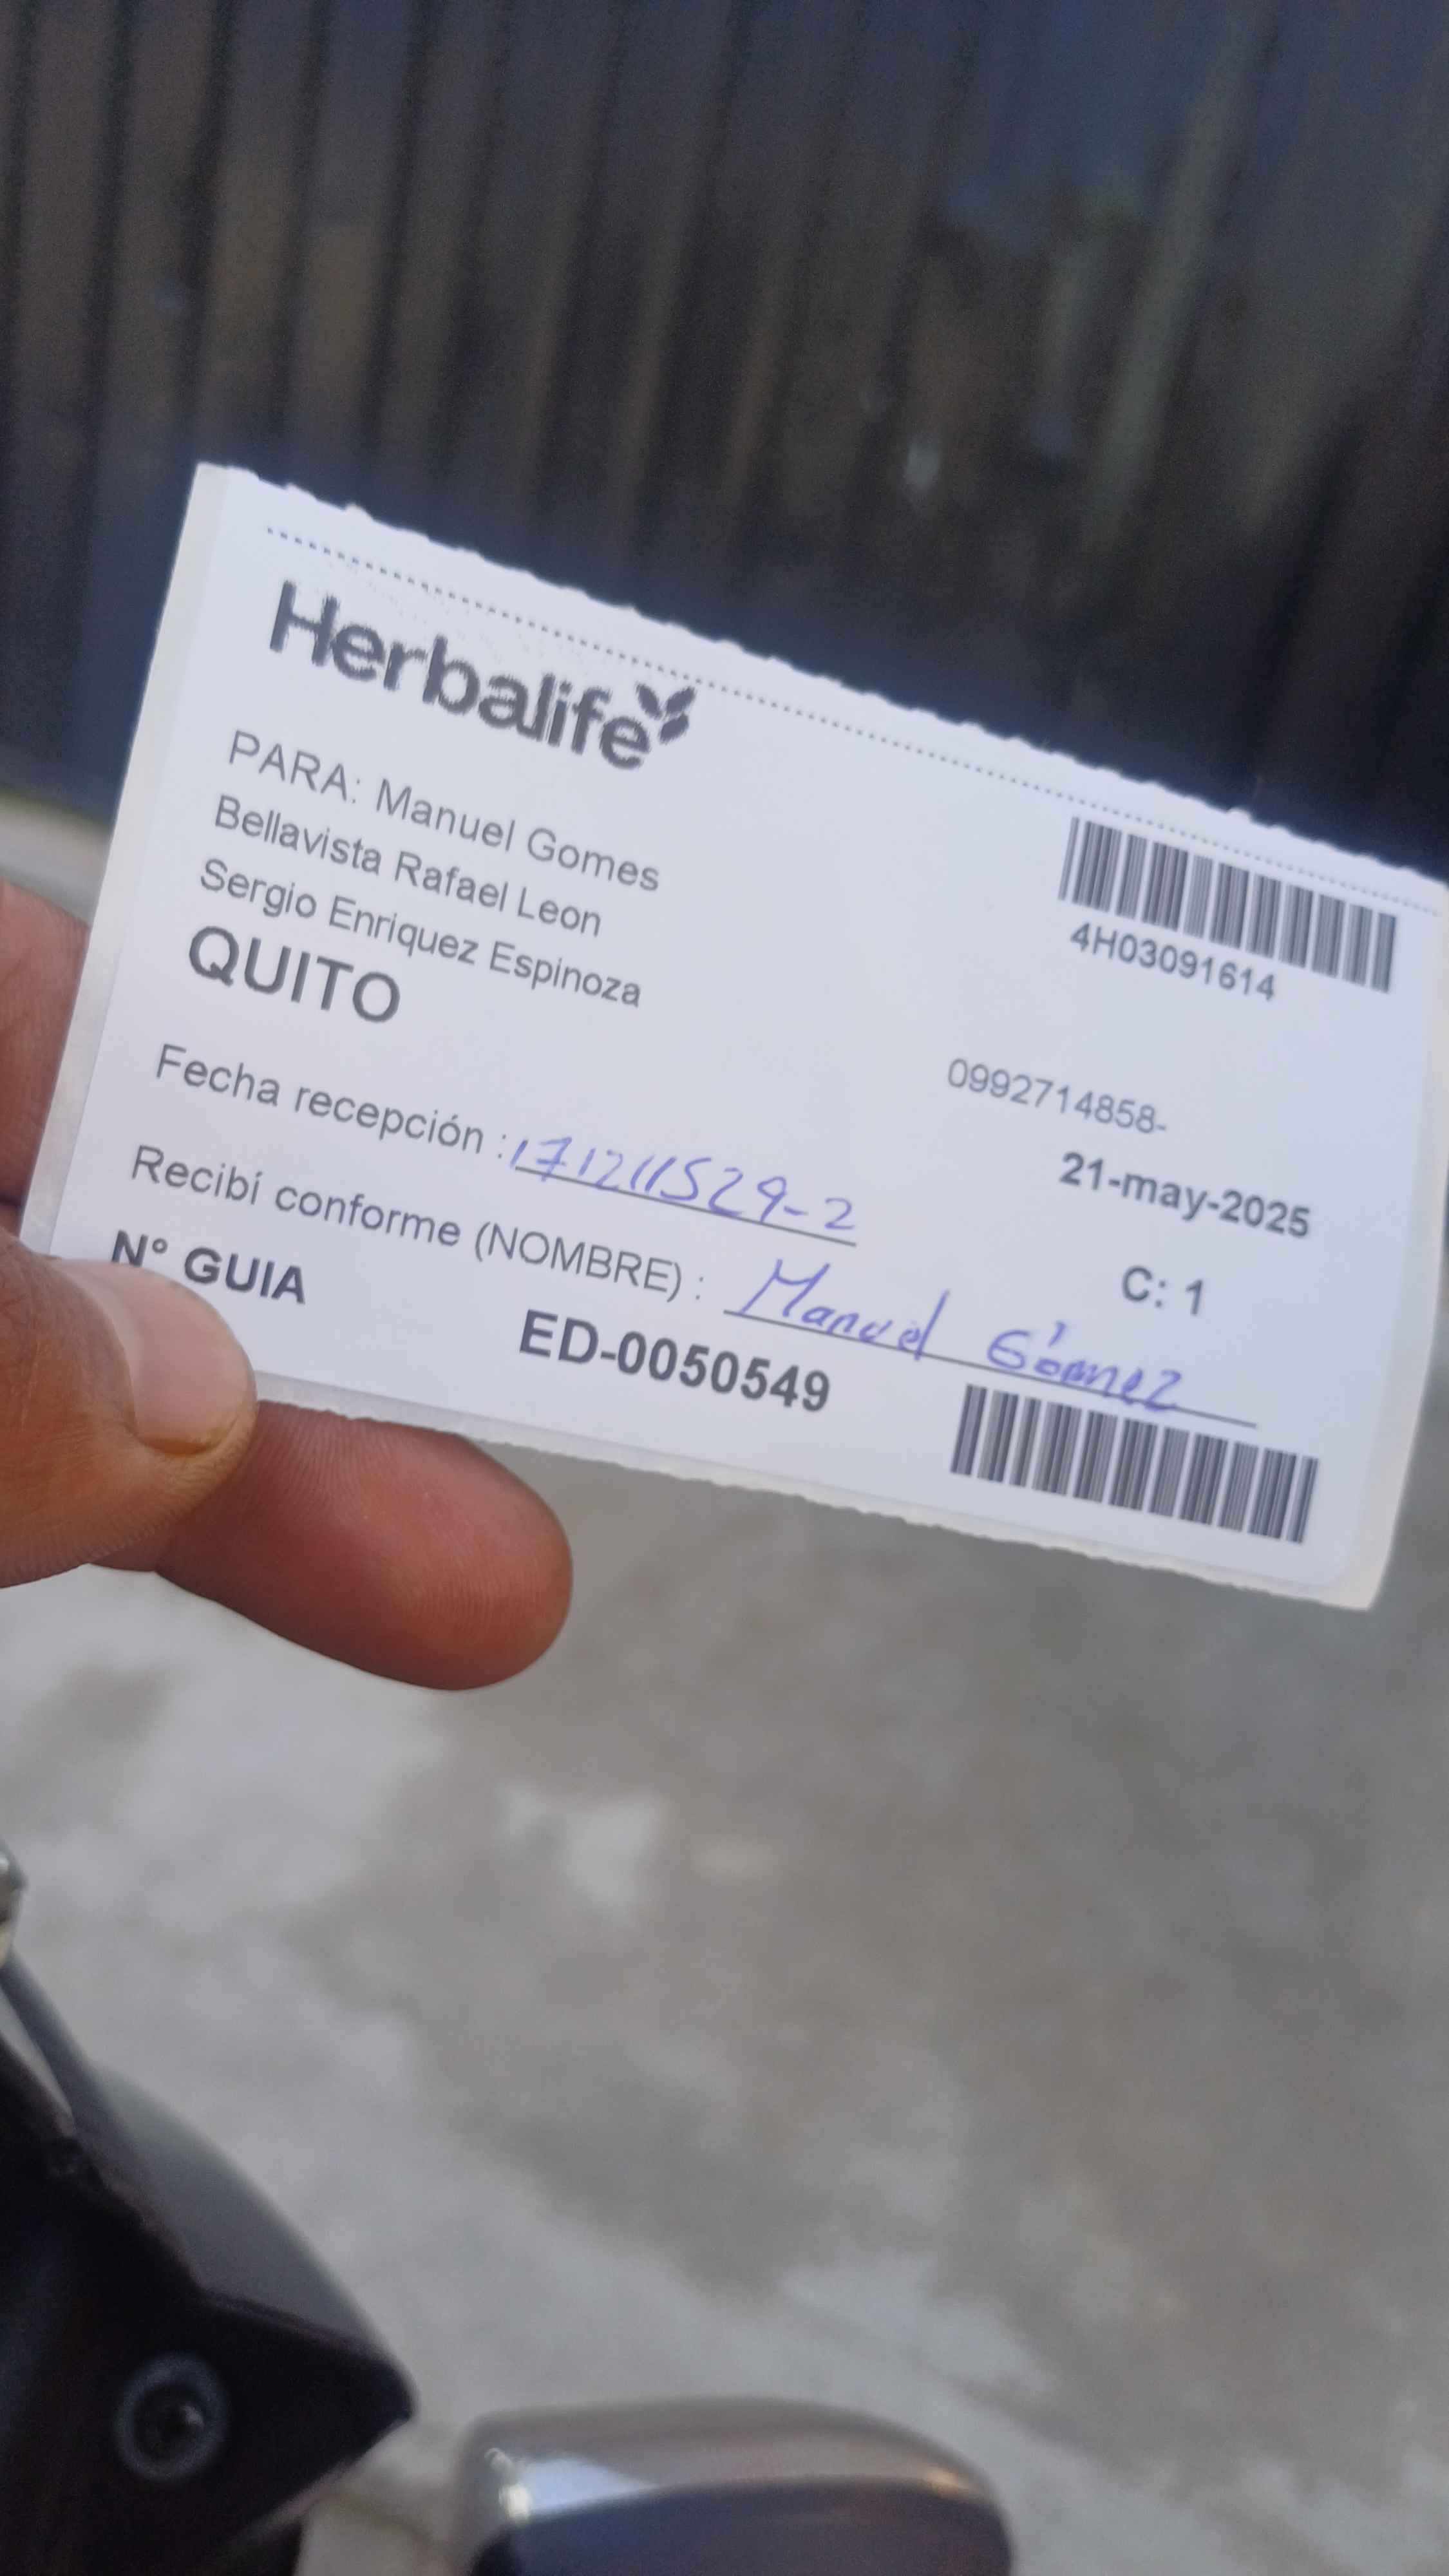 Herbalife
PARA: Manuel Gomes
Bellavista Rafael Leon
Sergio Enriquez Espinoza
QUITO
4H03091614
0992714858-
21-may-2025
Fecha recepción : 171211529-2
C: 1
Recibí conforme (NOMBRE) : Manuel Gómez
N° GUIA ED-0050549